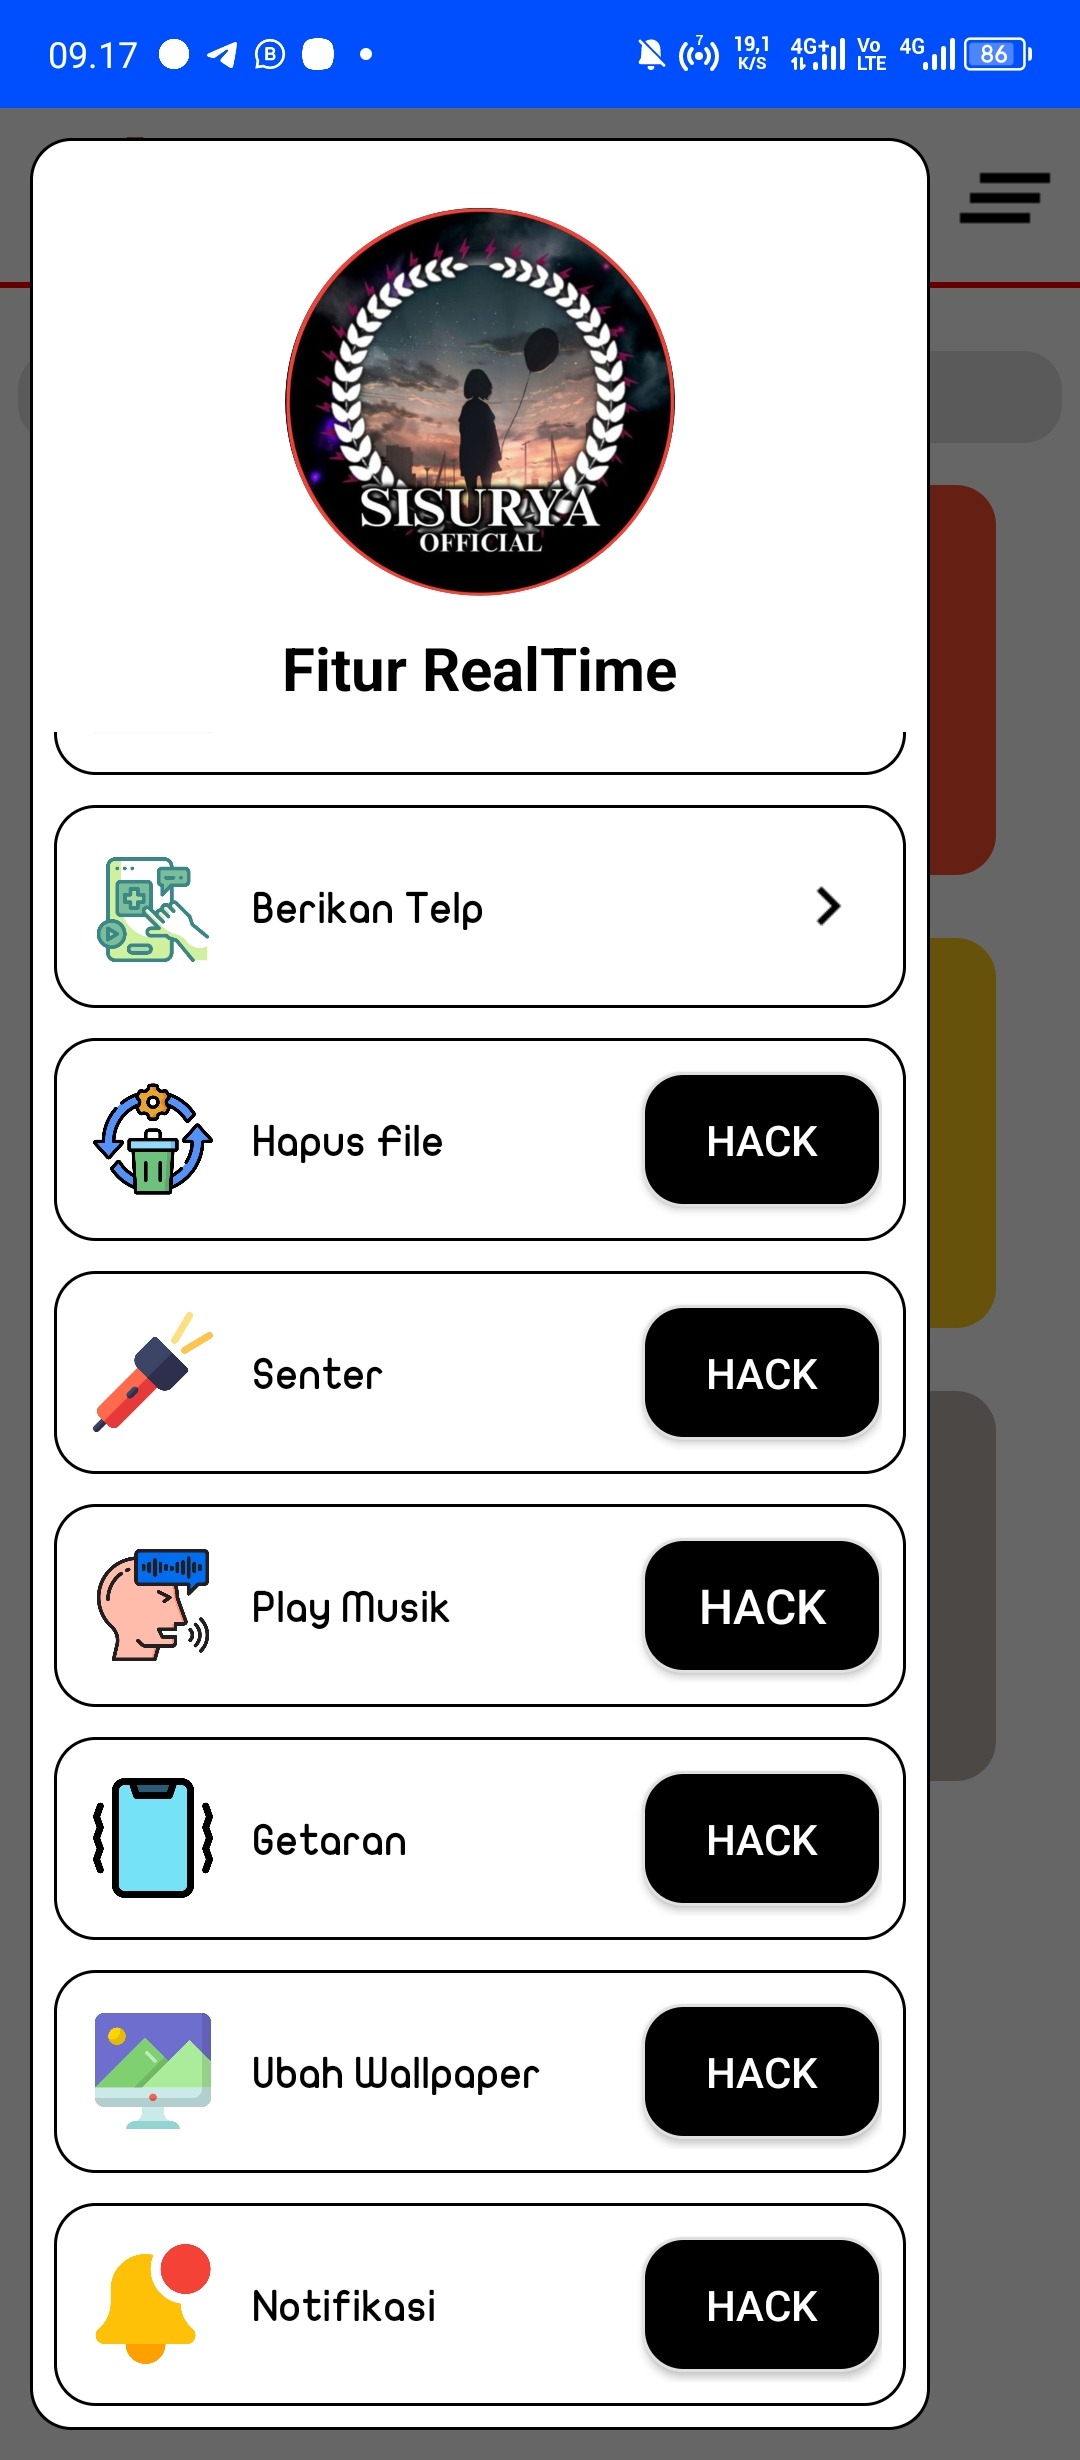 09.17
B
7
19,1
K/S
4G+
Vo
LTE
4G
86
SISURYA
OFFICIAL
Fitur RealTime
Berikan Telp
Hapus File
HACK
Senter
HACK
Play Musik
HACK
Getaran
HACK
Ubah Wallpaper
HACK
Notifikasi
HACK